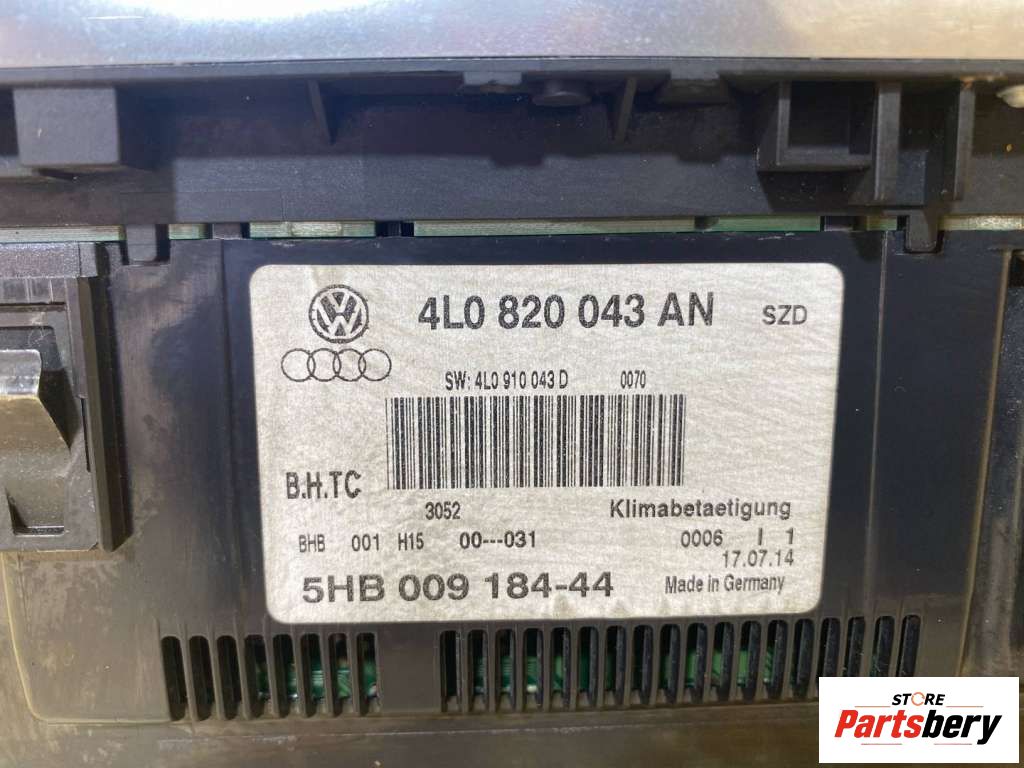 4L0 820 043 AN SZD
SW: 4L0 910 043 D 0070
B.H.TC
3052 Klimabetaetigung
BHB 001 H15 00---031 0006 I 1
17.07.14
5HB 009 184-44 Made in Germany
STORE
Partsbery